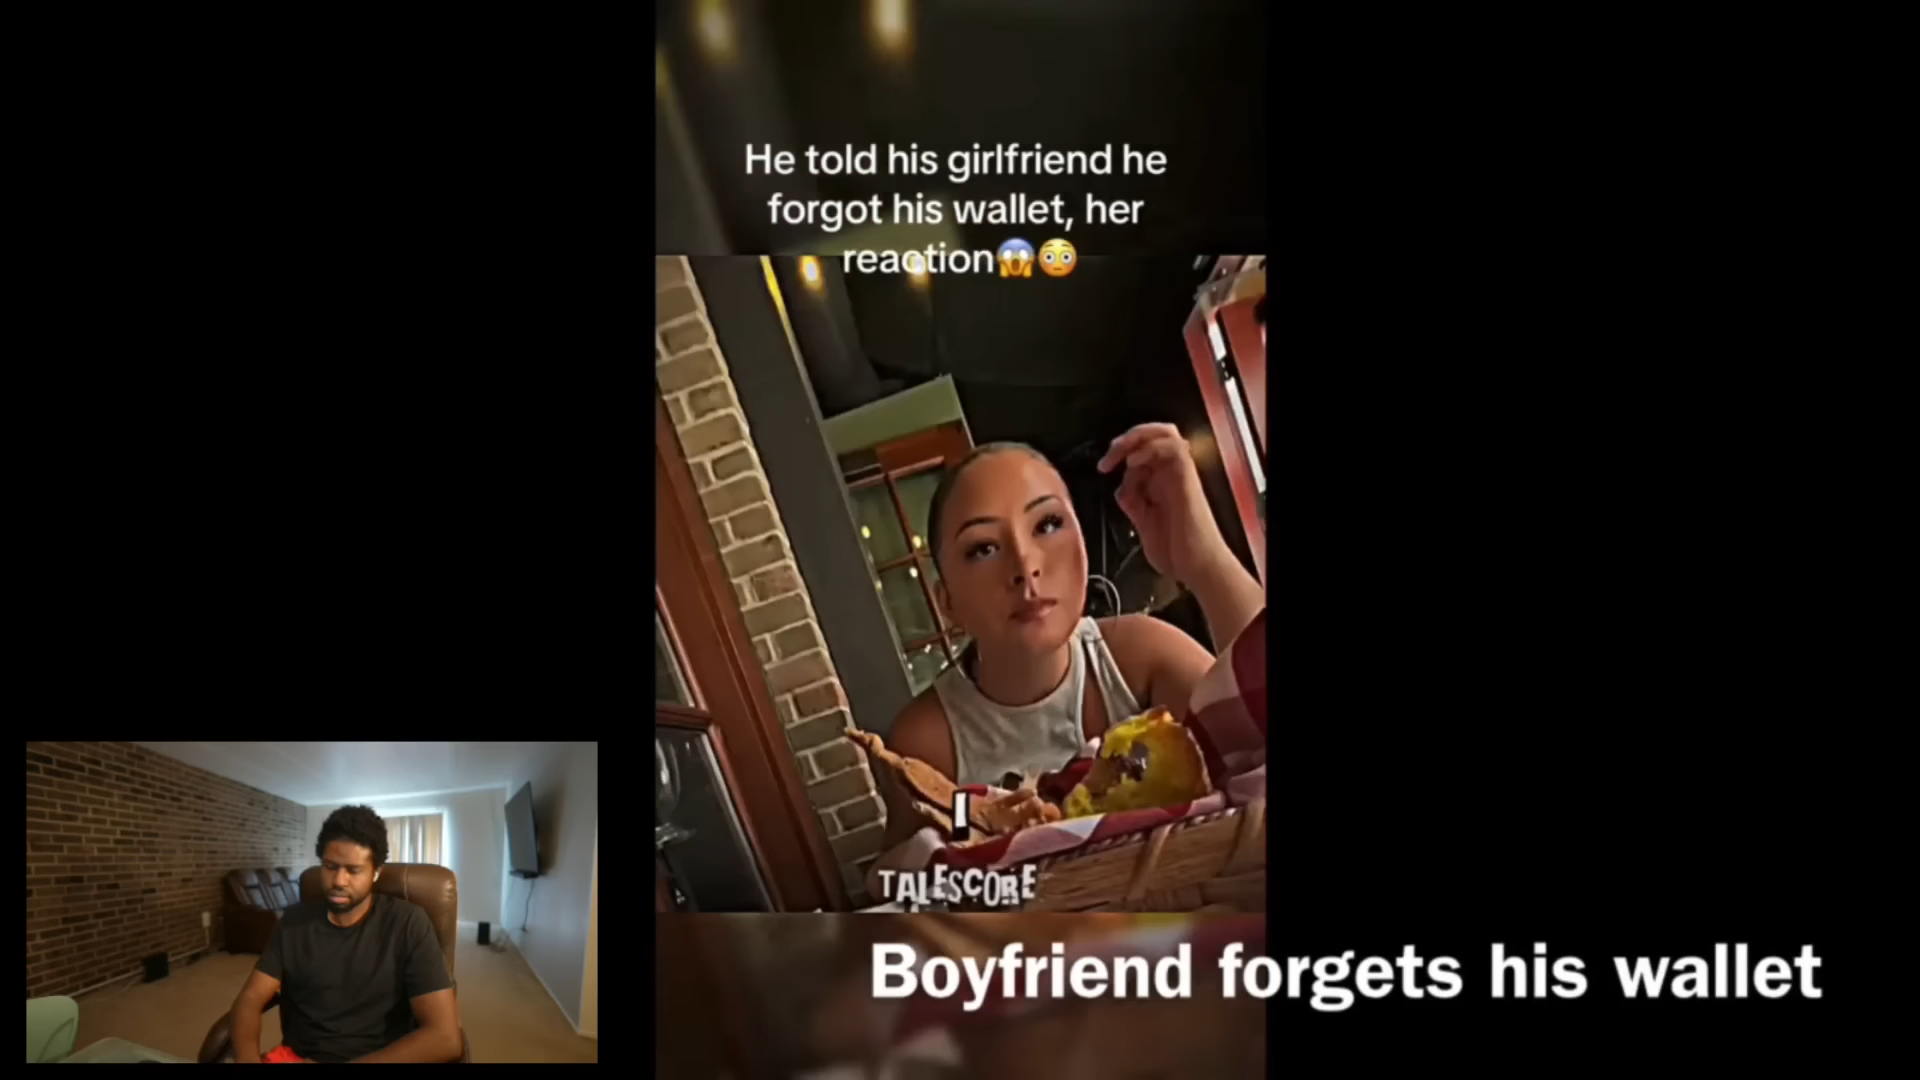 He told his girlfriend he
forgot his wallet, her
reaction😱😳
I
TALESCORE
Boyfriend forgets his wallet